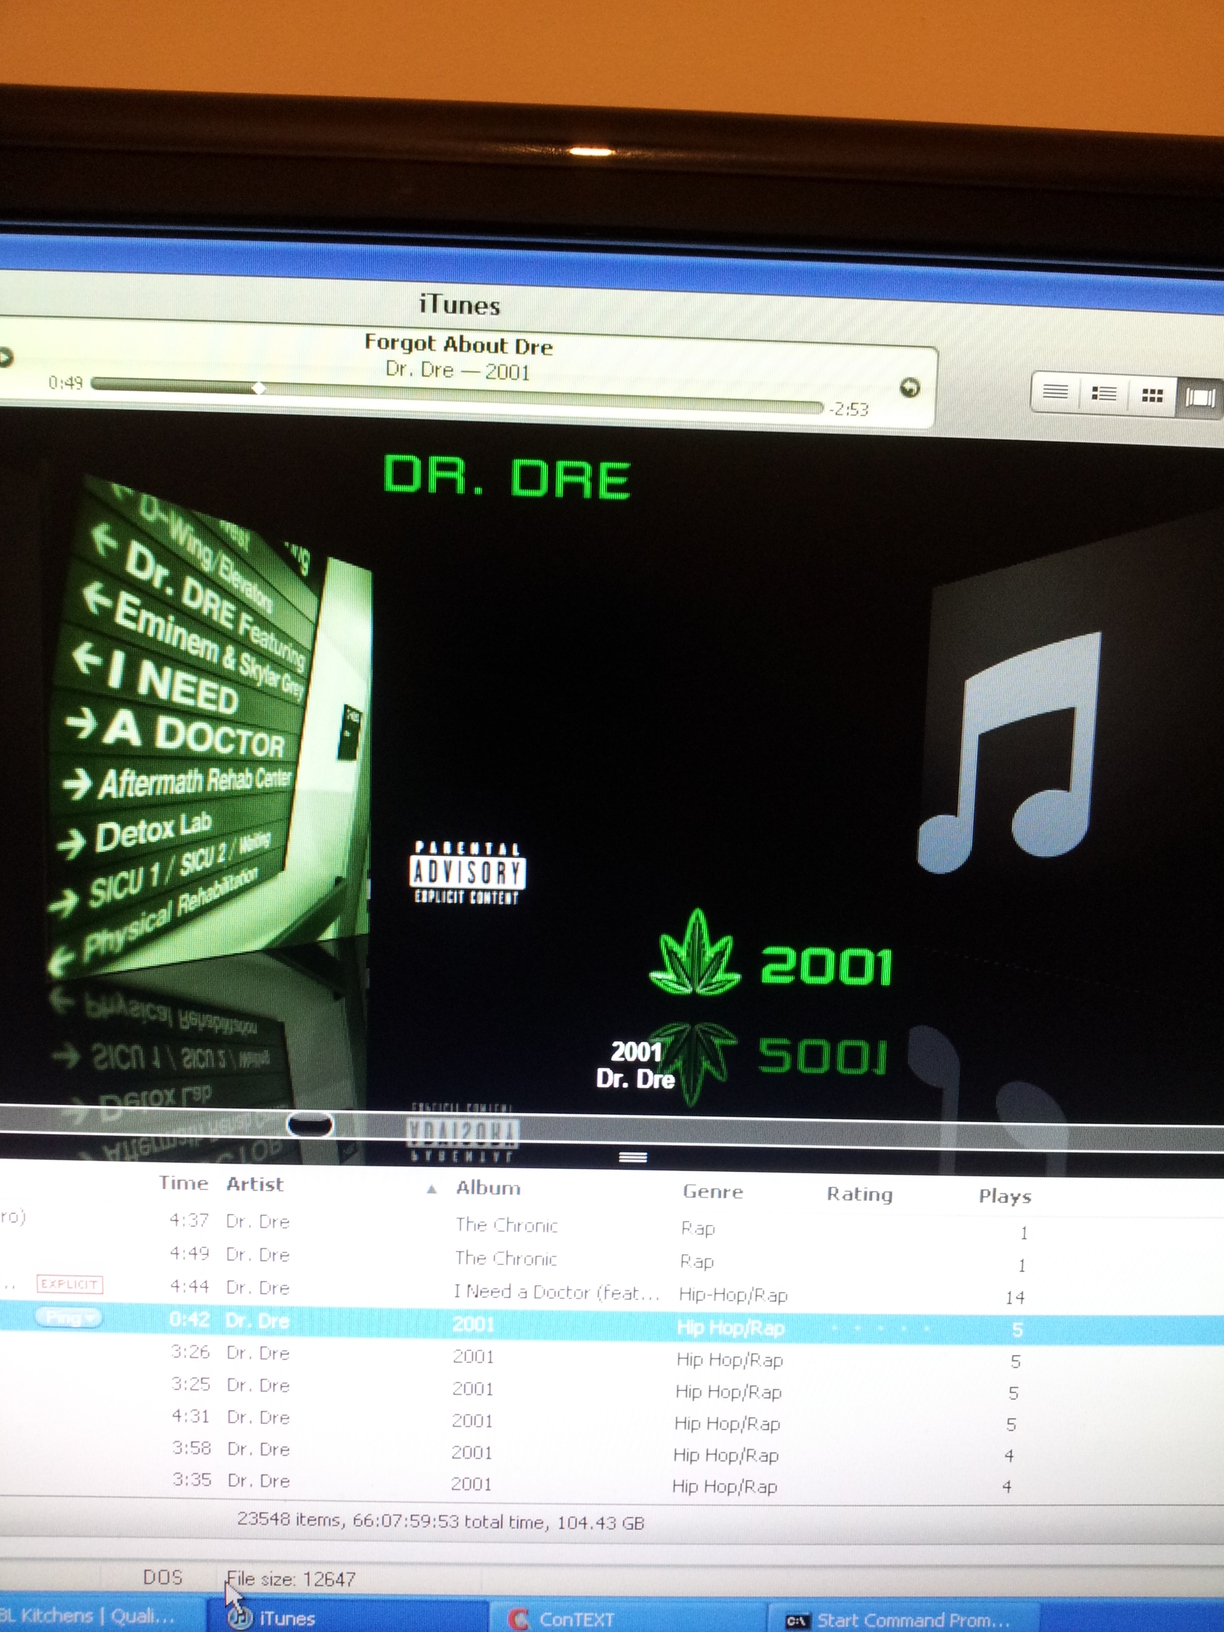 iTunes
Forgot About Dre
Dr. Dre — 2001
0:49
-2:53
DR. DRE
West
D-Wing/Elevators
Dr. DRE Featuring
Eminem & Skylar Grey
I NEED
A DOCTOR
Aftermath Rehab Center
Detox Lab
SICU 1 / SICU 2 / Waiting
Physical Rehabilitation
PARENTAL
ADVISORY
EXPLICIT CONTENT
2001
2001
Dr. Dre
Time Artist Album Genre Rating Plays
ro) 4:37 Dr. Dre The Chronic Rap 1
4:49 Dr. Dre The Chronic Rap 1
.. EXPLICIT 4:44 Dr. Dre I Need a Doctor (feat... Hip-Hop/Rap 14
Ping 0:42 Dr. Dre 2001 Hip Hop/Rap 5
3:26 Dr. Dre 2001 Hip Hop/Rap 5
3:25 Dr. Dre 2001 Hip Hop/Rap 5
4:31 Dr. Dre 2001 Hip Hop/Rap 5
3:58 Dr. Dre 2001 Hip Hop/Rap 4
3:35 Dr. Dre 2001 Hip Hop/Rap 4
23548 items, 66:07:59:53 total time, 104.43 GB
DOS File size: 12647
BL Kitchens | Quali... iTunes ConTEXT Start Command Prom...